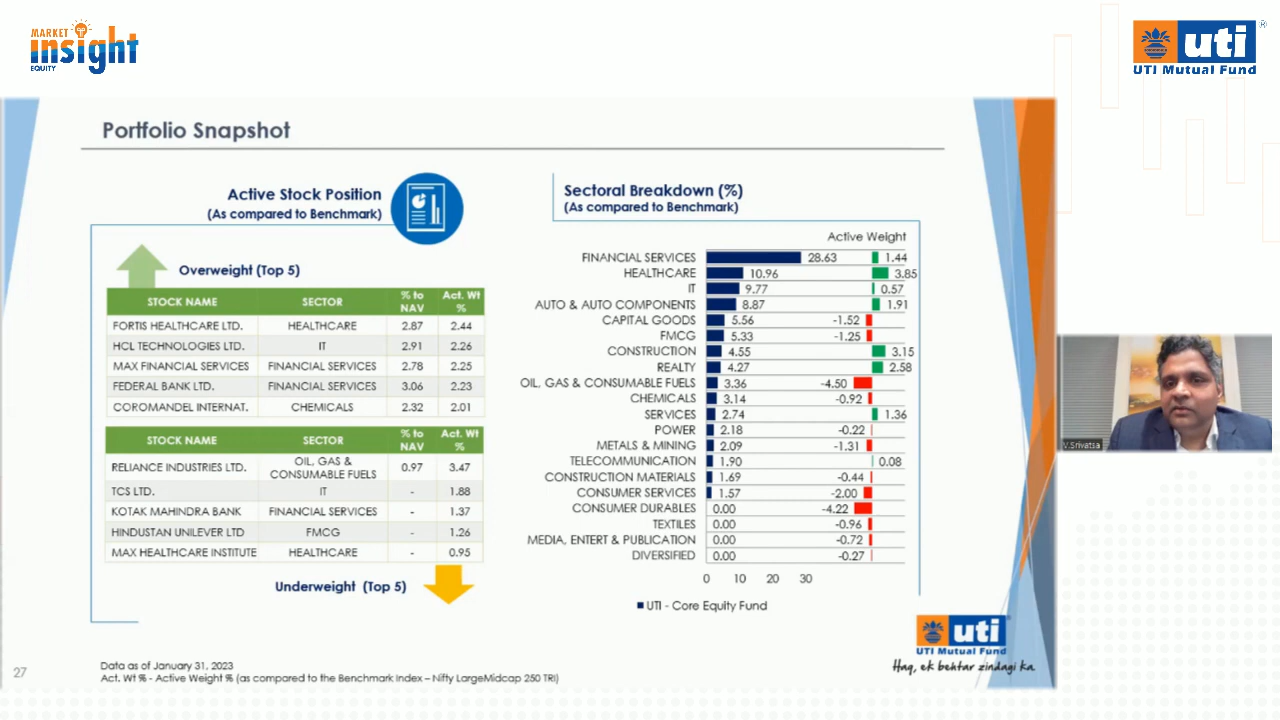 MARKET
insight
EQUITY
uti
®
UTI Mutual Fund
Portfolio Snapshot
Active Stock Position
(As compared to Benchmark)
Overweight (Top 5)
STOCK NAME SECTOR % to NAV Act. Wt %
FORTIS HEALTHCARE LTD. HEALTHCARE 2.87 2.44
HCL TECHNOLOGIES LTD. IT 2.91 2.26
MAX FINANCIAL SERVICES FINANCIAL SERVICES 2.78 2.25
FEDERAL BANK LTD. FINANCIAL SERVICES 3.06 2.23
COROMANDEL INTERNAT. CHEMICALS 2.32 2.01
STOCK NAME SECTOR % to NAV Act. Wt %
RELIANCE INDUSTRIES LTD. OIL, GAS & CONSUMABLE FUELS 0.97 3.47
TCS LTD. IT - 1.88
KOTAK MAHINDRA BANK FINANCIAL SERVICES - 1.37
HINDUSTAN UNILEVER LTD FMCG - 1.26
MAX HEALTHCARE INSTITUTE HEALTHCARE - 0.95
Underweight (Top 5)
Sectoral Breakdown (%)
(As compared to Benchmark)
Active Weight
FINANCIAL SERVICES 28.63 1.44
HEALTHCARE 10.96 3.85
IT 9.77 0.57
AUTO & AUTO COMPONENTS 8.87 1.91
CAPITAL GOODS 5.56 -1.52
FMCG 5.33 -1.25
CONSTRUCTION 4.55 3.15
REALTY 4.27 2.58
OIL, GAS & CONSUMABLE FUELS 3.36 -4.50
CHEMICALS 3.14 -0.92
SERVICES 2.74 1.36
POWER 2.18 -0.22
METALS & MINING 2.09 -1.31
TELECOMMUNICATION 1.90 0.08
CONSTRUCTION MATERIALS 1.69 -0.44
CONSUMER SERVICES 1.57 -2.00
CONSUMER DURABLES 0.00 -4.22
TEXTILES 0.00 -0.96
MEDIA, ENTERT & PUBLICATION 0.00 -0.72
DIVERSIFIED 0.00 -0.27
0 10 20 30
UTI - Core Equity Fund
V.Srivatsa
uti
UTI Mutual Fund
Haq, ek behtar zindagi ka.
27
Data as of January 31, 2023
Act. Wt % - Active Weight % (as compared to the Benchmark Index – Nifty LargeMidcap 250 TRI)